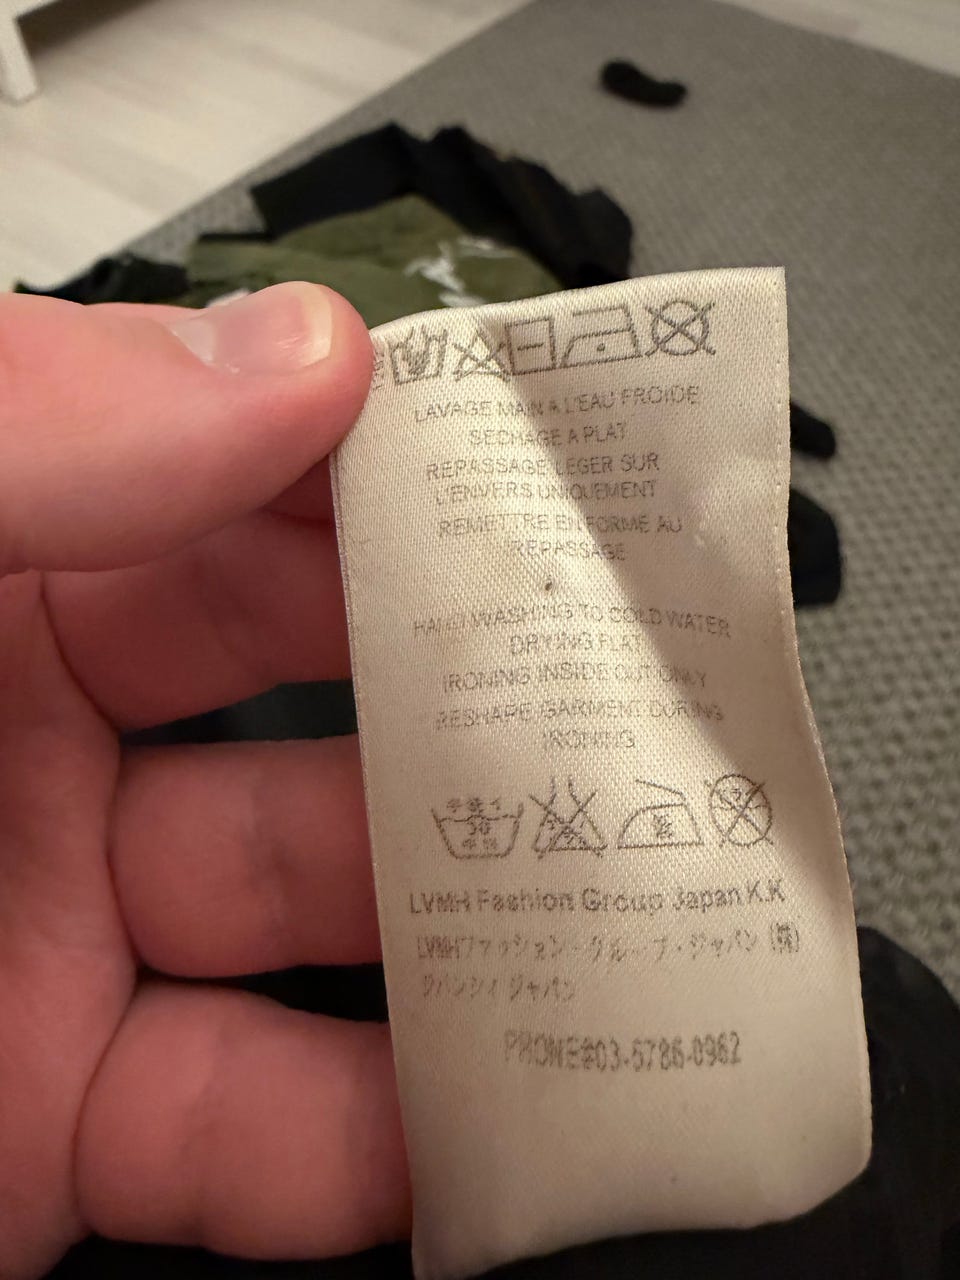 LAVAGE MAIN A L'EAU FROIDE
SECHAGE A PLAT
REPASSAGE LEGER SUR
L'ENVERS UNIQUEMENT
REMETTRE EN FORME AU
REPASSAGE
HAND WASHING TO COLD WATER
DRYING FLAT
IRONING INSIDE OUT ONLY
RESHAPE GARMENT DURING
IRONING
30
LVMH Fashion Group Japan K.K
LVMHファッション・グループ・ジャパン (株)
ジバンシイ ジャパン
PHONE:03-5786-0962